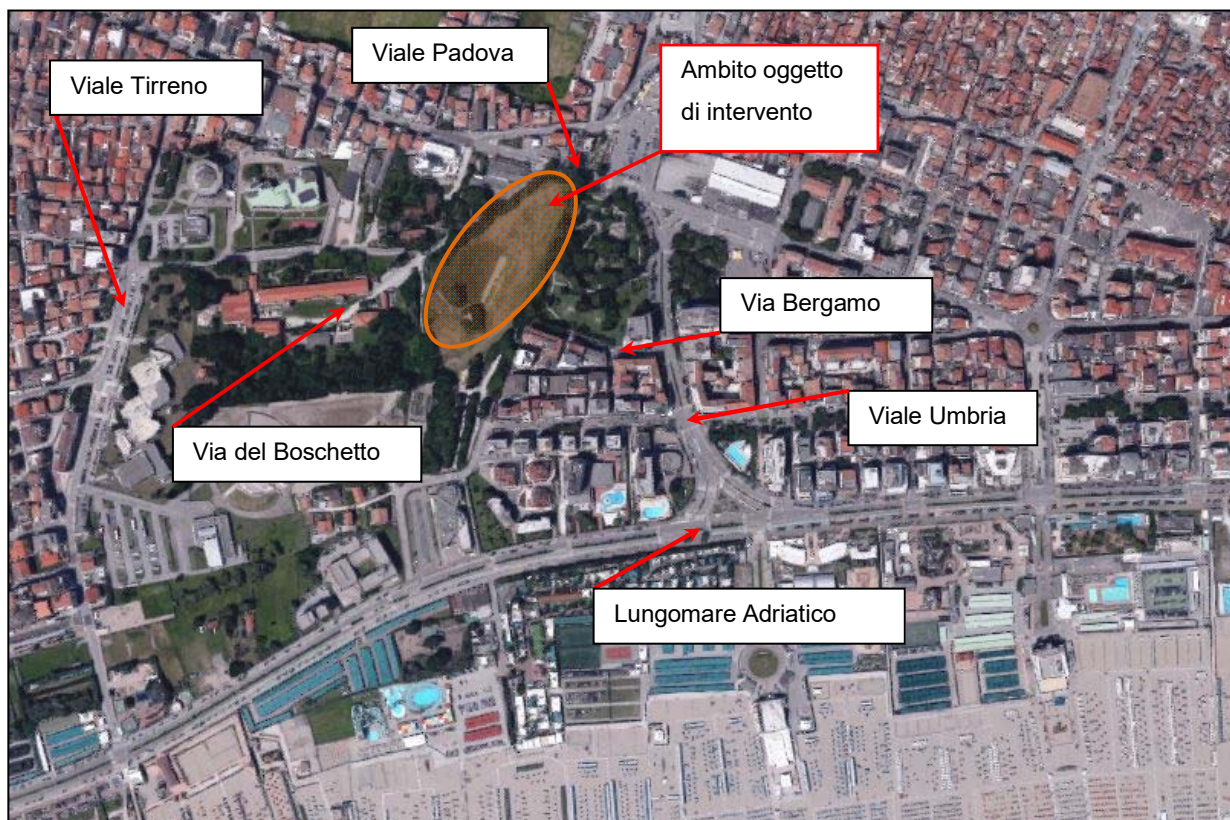 Viale Padova
Ambito oggetto
di intervento
Viale Tirreno
Via Bergamo
Viale Umbria
Via del Boschetto
Lungomare Adriatico